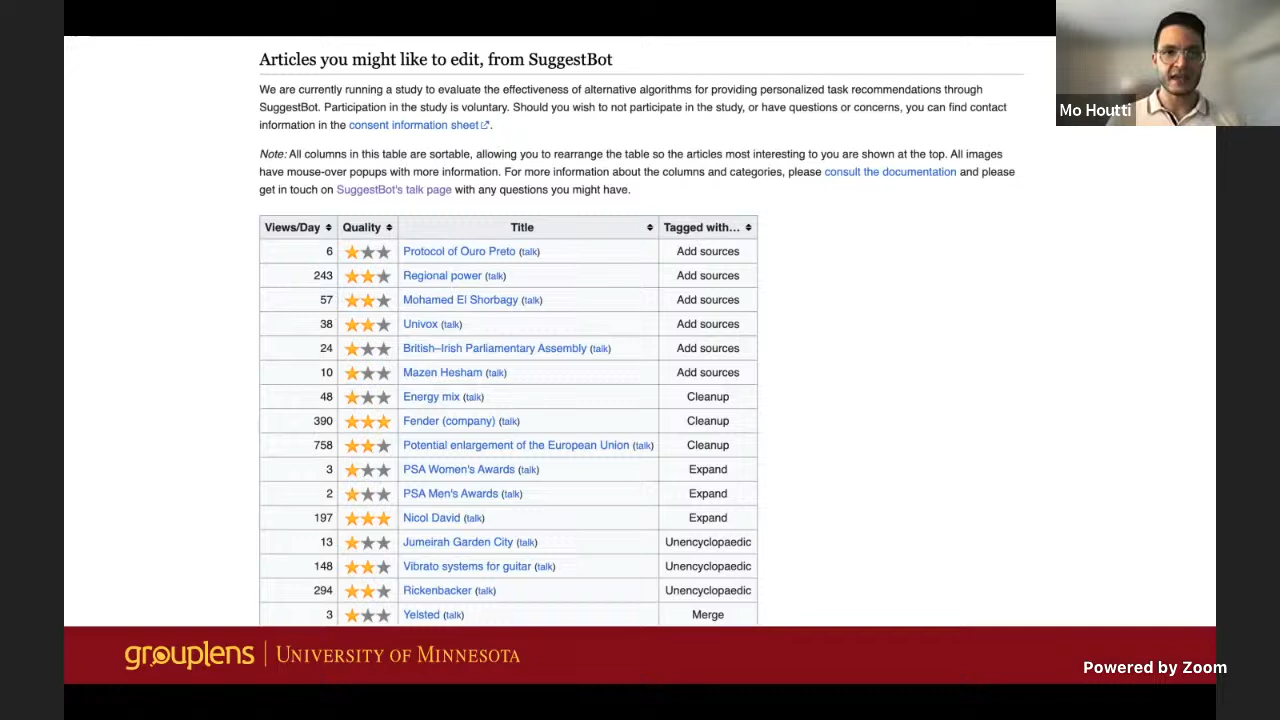 Articles you might like to edit, from SuggestBot
We are currently running a study to evaluate the effectiveness of alternative algorithms for providing personalized task recommendations through
SuggestBot. Participation in the study is voluntary. Should you wish to not participate in the study, or have questions or concerns, you can find contact
information in the consent information sheet.
Note: All columns in this table are sortable, allowing you to rearrange the table so the articles most interesting to you are shown at the top. All images
have mouse-over popups with more information. For more information about the columns and categories, please consult the documentation and please
get in touch on SuggestBot's talk page with any questions you might have.
Views/Day Quality Title Tagged with...
6 Protocol of Ouro Preto (talk) Add sources
243 Regional power (talk) Add sources
57 Mohamed El Shorbagy (talk) Add sources
38 Univox (talk) Add sources
24 British–Irish Parliamentary Assembly (talk) Add sources
10 Mazen Hesham (talk) Add sources
48 Energy mix (talk) Cleanup
390 Fender (company) (talk) Cleanup
758 Potential enlargement of the European Union (talk) Cleanup
3 PSA Women's Awards (talk) Expand
2 PSA Men's Awards (talk) Expand
197 Nicol David (talk) Expand
13 Jumeirah Garden City (talk) Unencyclopaedic
148 Vibrato systems for guitar (talk) Unencyclopaedic
294 Rickenbacker (talk) Unencyclopaedic
3 Yelsted (talk) Merge
grouplens University of Minnesota
Mo Houtti
Powered by Zoom